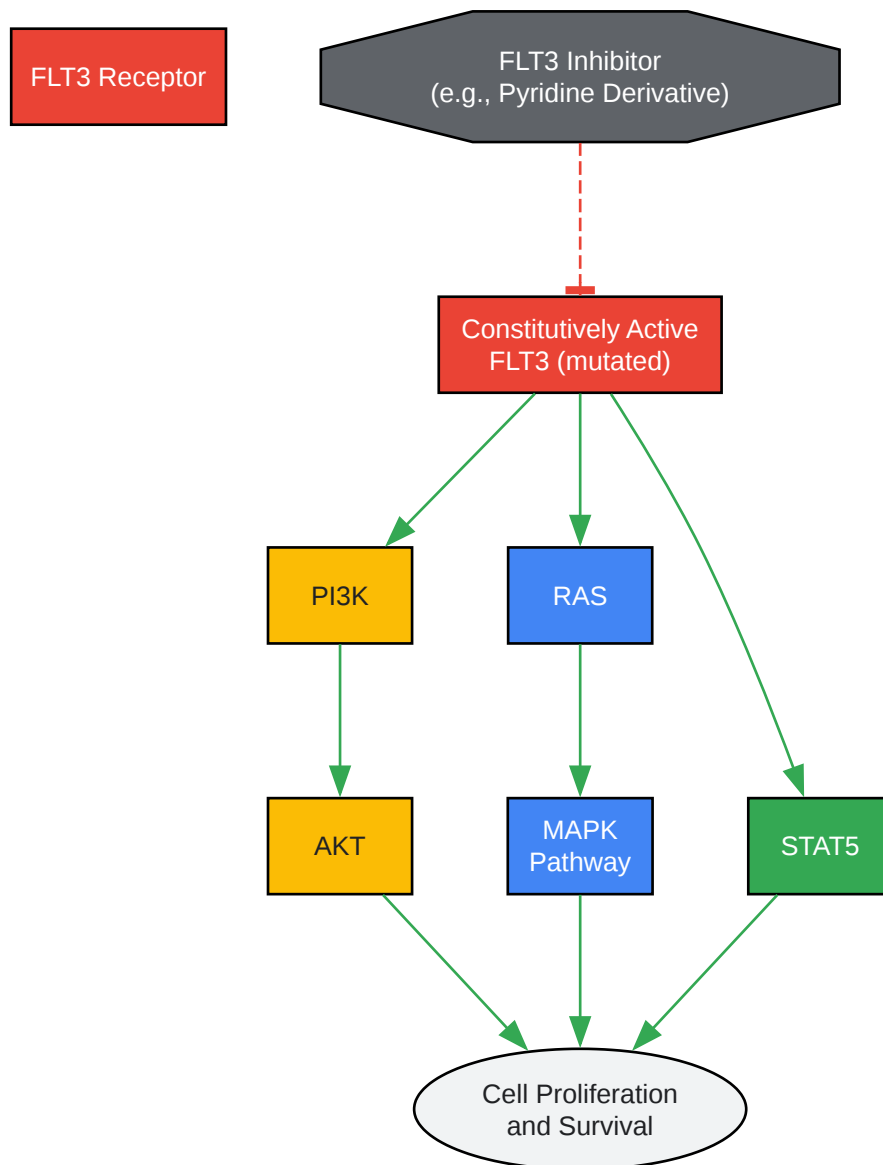 FLT3 Receptor
FLT3 Inhibitor
(e.g., Pyridine Derivative)
Constitutively Active
FLT3 (mutated)
PI3K
RAS
AKT
MAPK
Pathway
STAT5
Cell Proliferation
and Survival